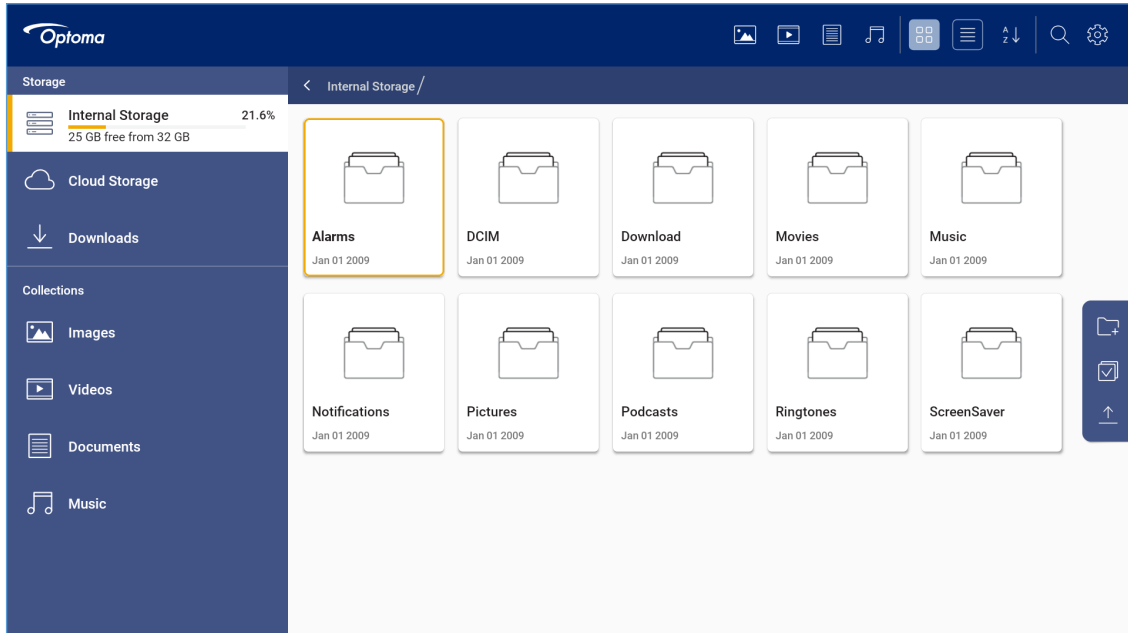 Optoma
A
Z
Storage
Internal Storage 21.6%
25 GB free from 32 GB
Cloud Storage
Downloads
Collections
Images
Videos
Documents
Music
Internal Storage /
Alarms
Jan 01 2009
DCIM
Jan 01 2009
Download
Jan 01 2009
Movies
Jan 01 2009
Music
Jan 01 2009
Notifications
Jan 01 2009
Pictures
Jan 01 2009
Podcasts
Jan 01 2009
Ringtones
Jan 01 2009
ScreenSaver
Jan 01 2009